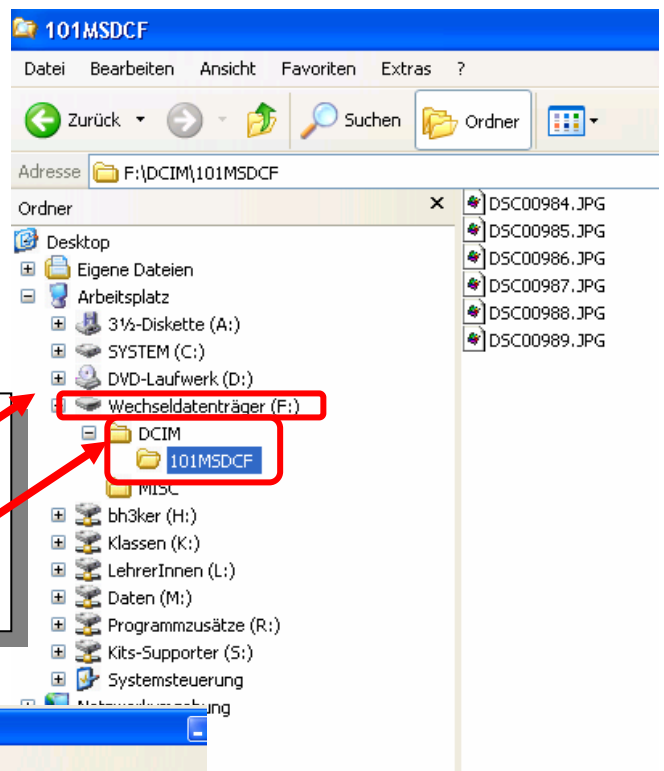 101MSDCF
Datei Bearbeiten Ansicht Favoriten Extras ?
Zurück Suchen Ordner
Adresse F:\DCIM\101MSDCF
Ordner x
Desktop
Eigene Dateien
Arbeitsplatz
3½-Diskette (A:)
SYSTEM (C:)
DVD-Laufwerk (D:)
Wechseldatenträger (F:)
DCIM
101MSDCF
MISC
bh3ker (H:)
Klassen (K:)
LehrerInnen (L:)
Daten (M:)
Programmzusätze (R:)
Kits-Supporter (S:)
Systemsteuerung
DSC00984.JPG
DSC00985.JPG
DSC00986.JPG
DSC00987.JPG
DSC00988.JPG
DSC00989.JPG